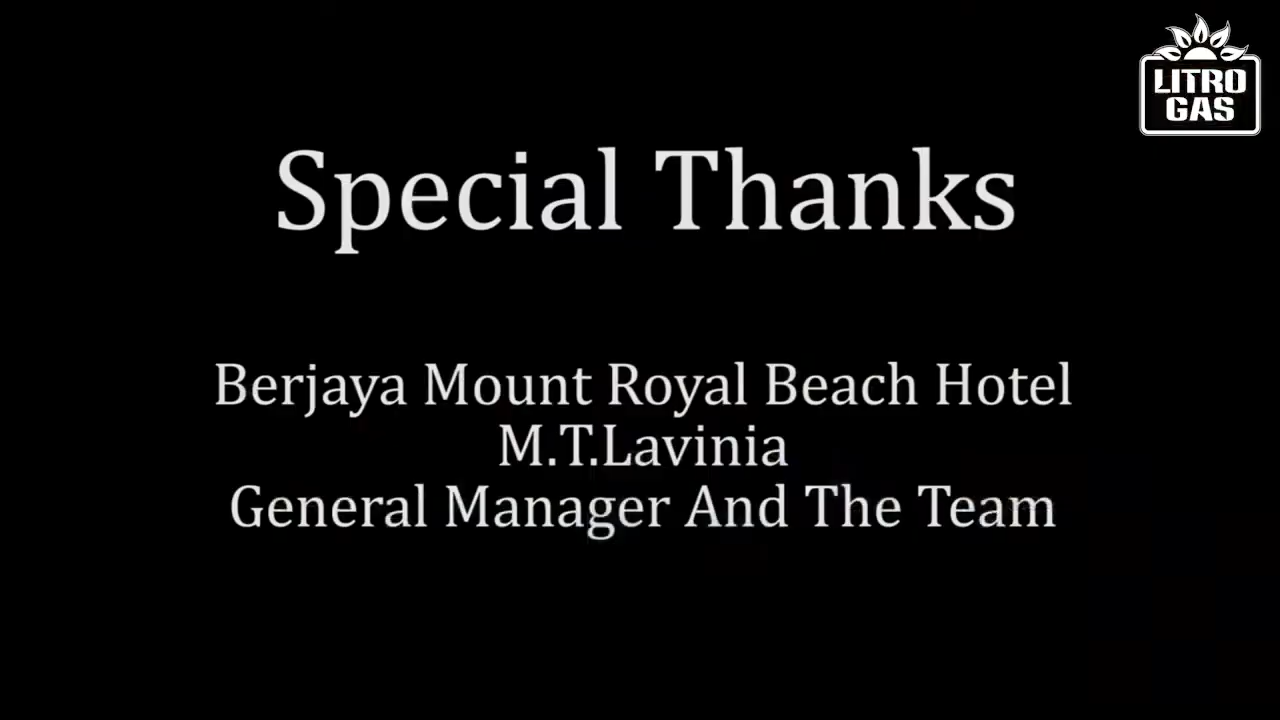 LITRO
GAS
Special Thanks
Berjaya Mount Royal Beach Hotel
M.T.Lavinia
General Manager And The Team